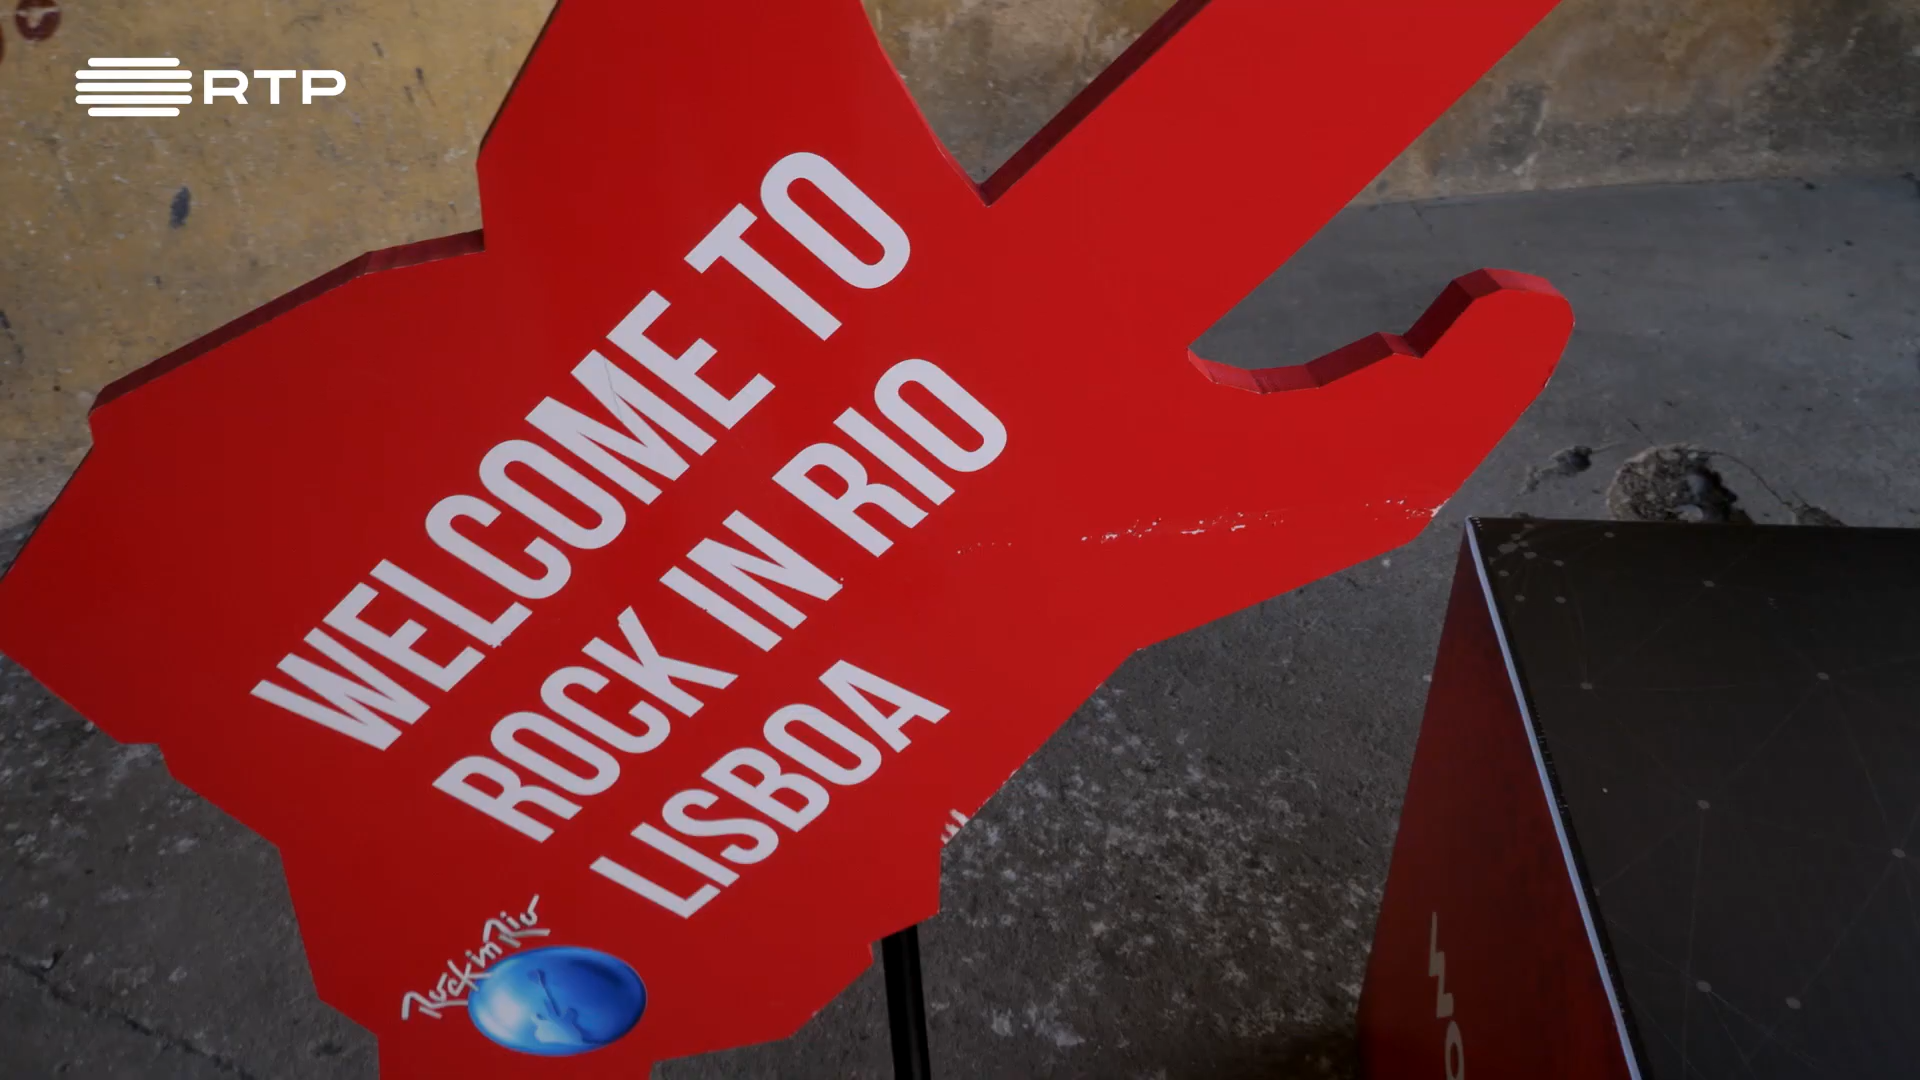 RTP
WELCOME TO
ROCK IN RIO
LISBOA
Rock in Rio